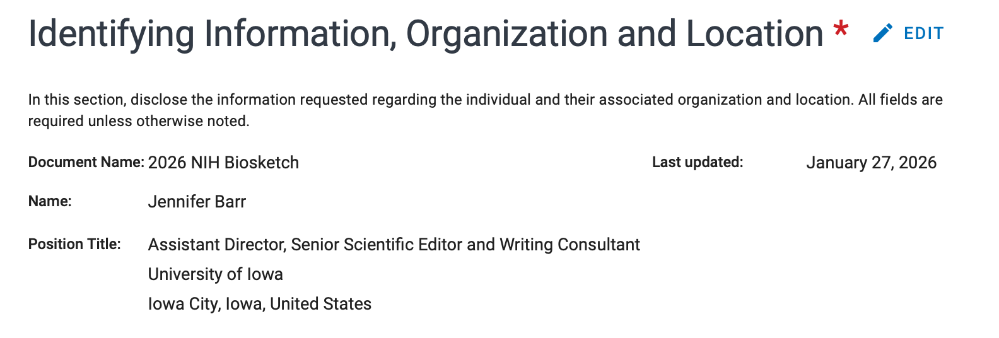 Identifying Information, Organization and Location * EDIT
In this section, disclose the information requested regarding the individual and their associated organization and location. All fields are
required unless otherwise noted.
Document Name: 2026 NIH Biosketch Last updated: January 27, 2026
Name: Jennifer Barr
Position Title: Assistant Director, Senior Scientific Editor and Writing Consultant
University of Iowa
Iowa City, Iowa, United States